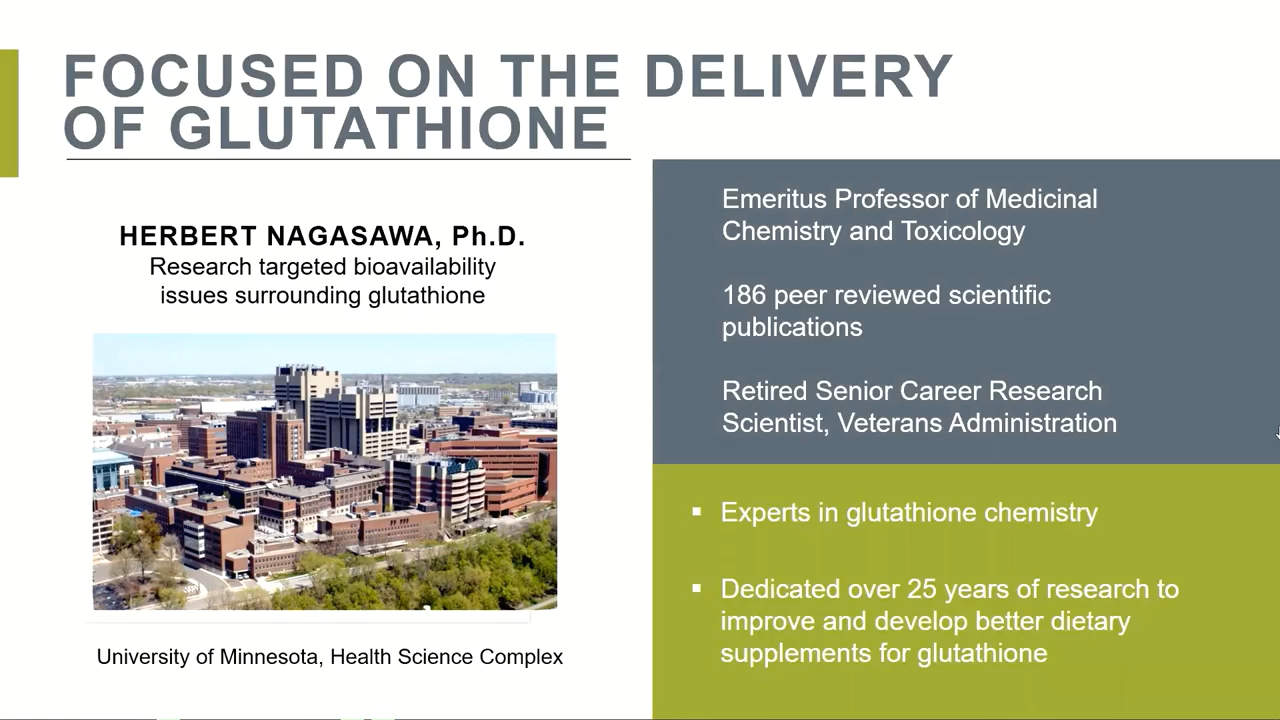 FOCUSED ON THE DELIVERY
OF GLUTATHIONE
HERBERT NAGASAWA, Ph.D.
Research targeted bioavailability
issues surrounding glutathione
University of Minnesota, Health Science Complex
Emeritus Professor of Medicinal
Chemistry and Toxicology
186 peer reviewed scientific
publications
Retired Senior Career Research
Scientist, Veterans Administration
▪ Experts in glutathione chemistry
▪ Dedicated over 25 years of research to
improve and develop better dietary
supplements for glutathione